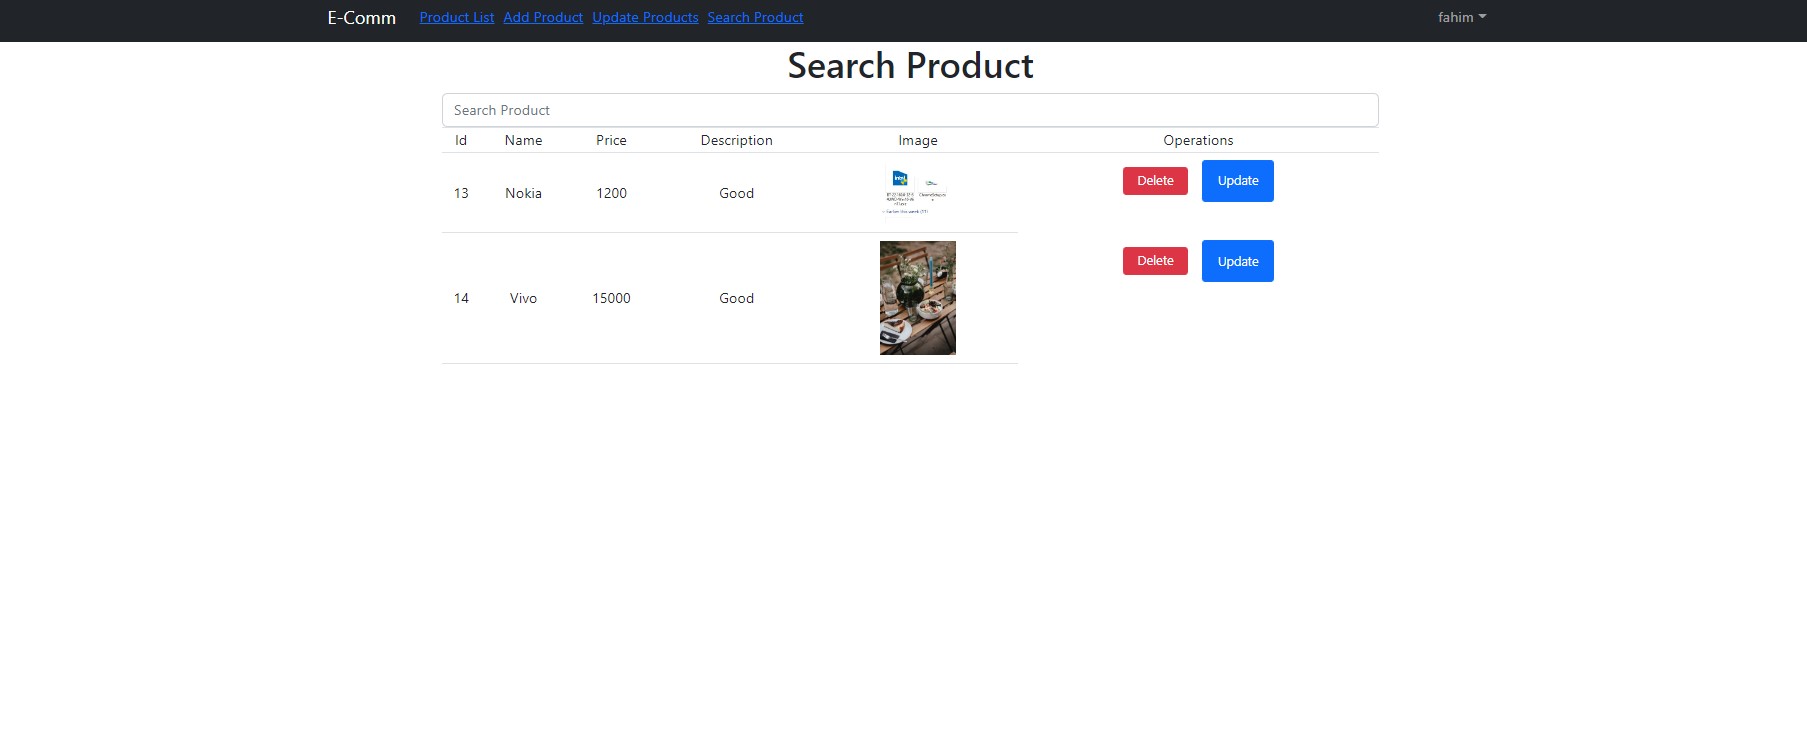 E-Comm Product List Add Product Update Products Search Product fahim
Search Product
Search Product
Id Name Price Description Image Operations
13 Nokia 1200 Good Delete Update
intel
14 Vivo 15000 Good Delete Update